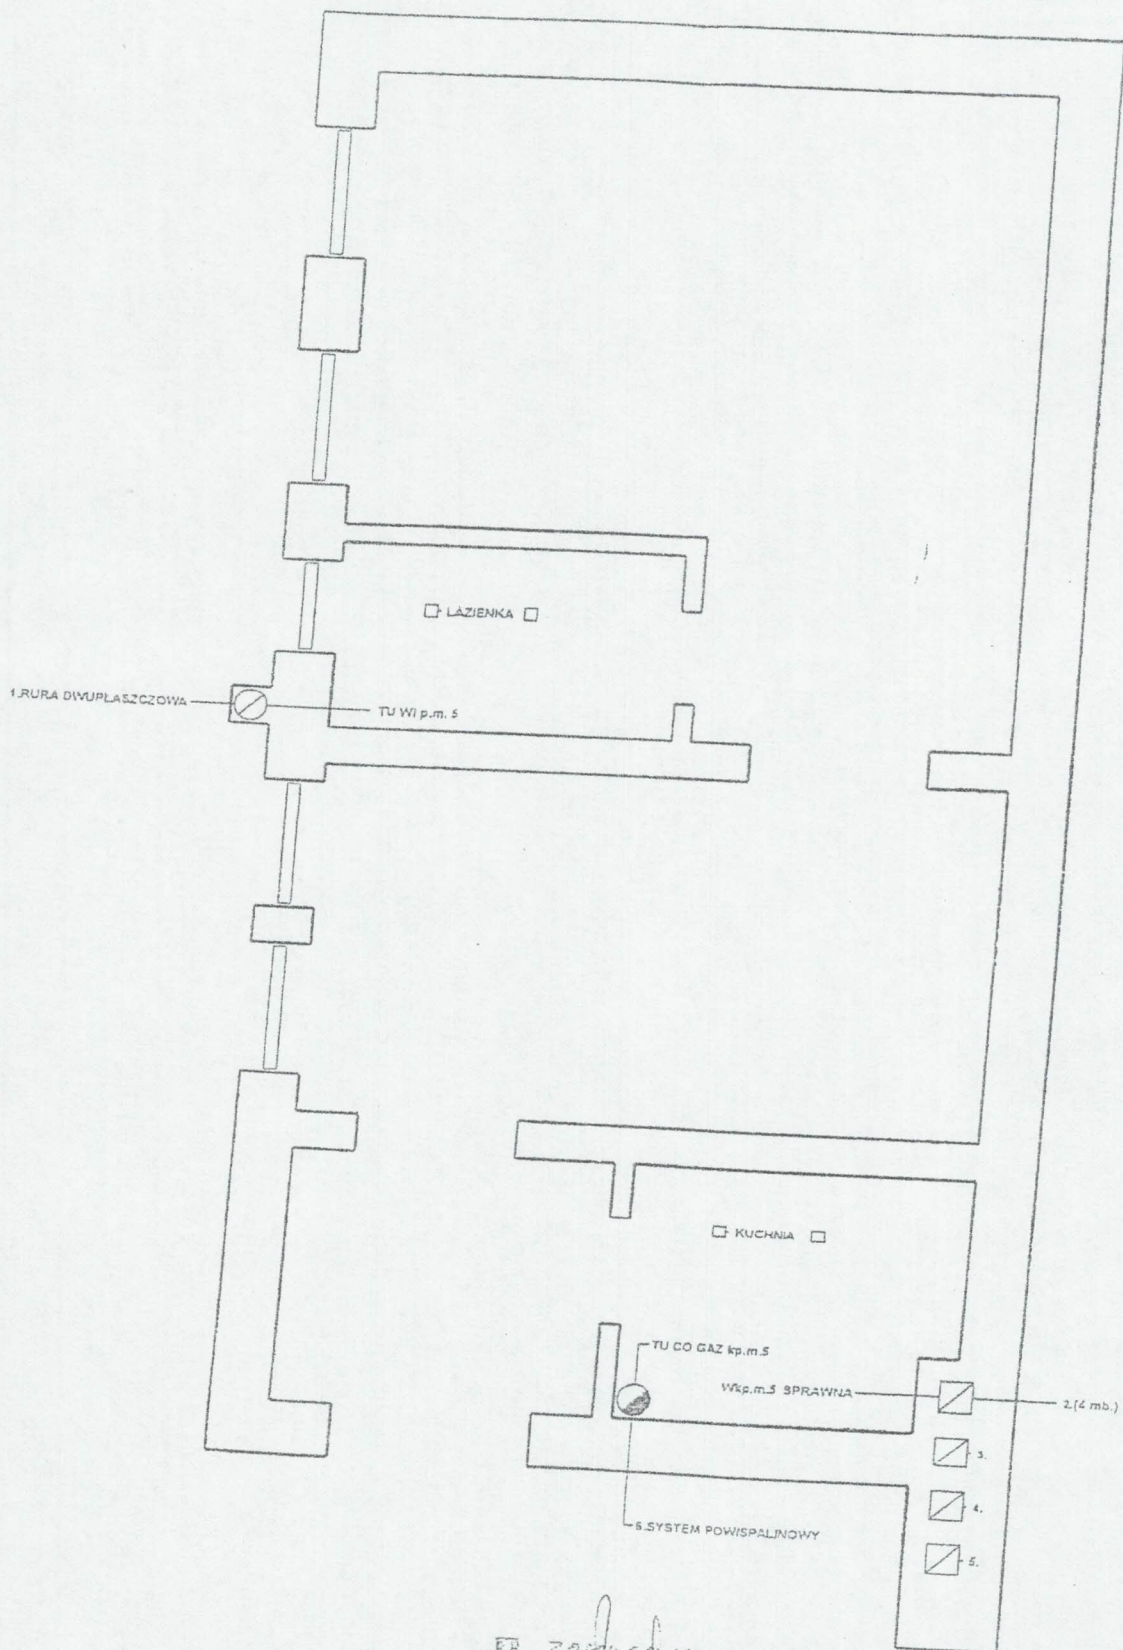 LAZIENKA
1.RURA DWUPŁASZCZOWA
TU WI p.m. 5
KUCHNIA
TU CO GAZ kp.m.5
Wkp.m.5 SPRAWNA
2.(4 mb.)
3.
4.
5.
6.SYSTEM POWISPALINOWY